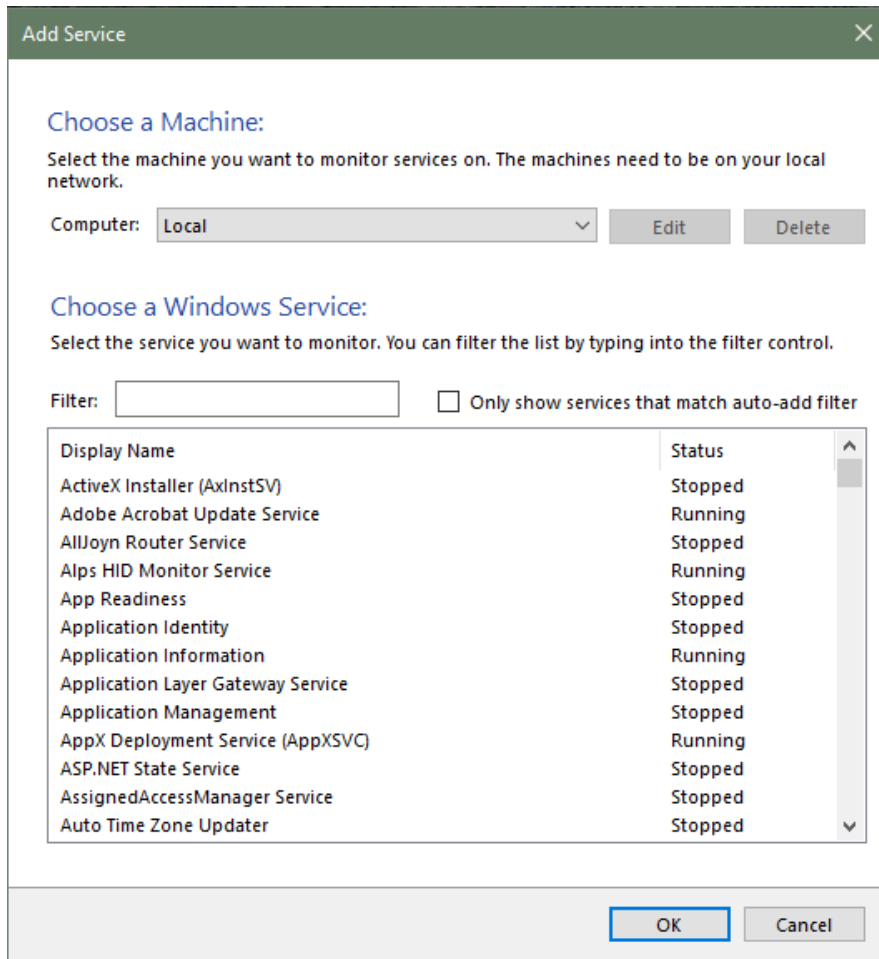 Add Service
Choose a Machine:
Select the machine you want to monitor services on. The machines need to be on your local
network.
Computer: Local Edit Delete
Choose a Windows Service:
Select the service you want to monitor. You can filter the list by typing into the filter control.
Filter: Only show services that match auto-add filter
Display Name Status
ActiveX Installer (AxInstSV) Stopped
Adobe Acrobat Update Service Running
AllJoyn Router Service Stopped
Alps HID Monitor Service Running
App Readiness Stopped
Application Identity Stopped
Application Information Running
Application Layer Gateway Service Stopped
Application Management Stopped
AppX Deployment Service (AppXSVC) Running
ASP.NET State Service Stopped
AssignedAccessManager Service Stopped
Auto Time Zone Updater Stopped
OK Cancel